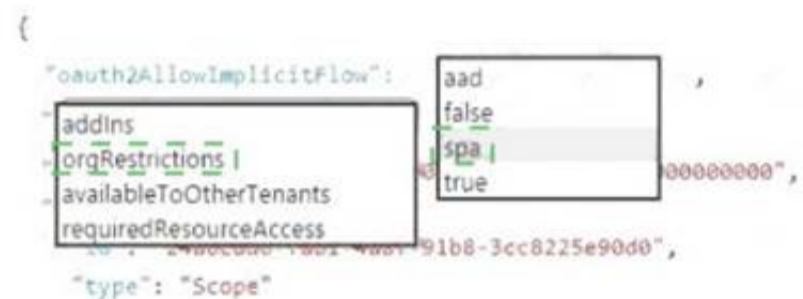 {
"oauth2AllowImplicitFlow": ,
aad
false
spa
true
addIns
orgRestrictions
availableToOtherTenants
requiredResourceAccess
00000000",
91b8-3cc8225e90d0",
"type": "Scope"